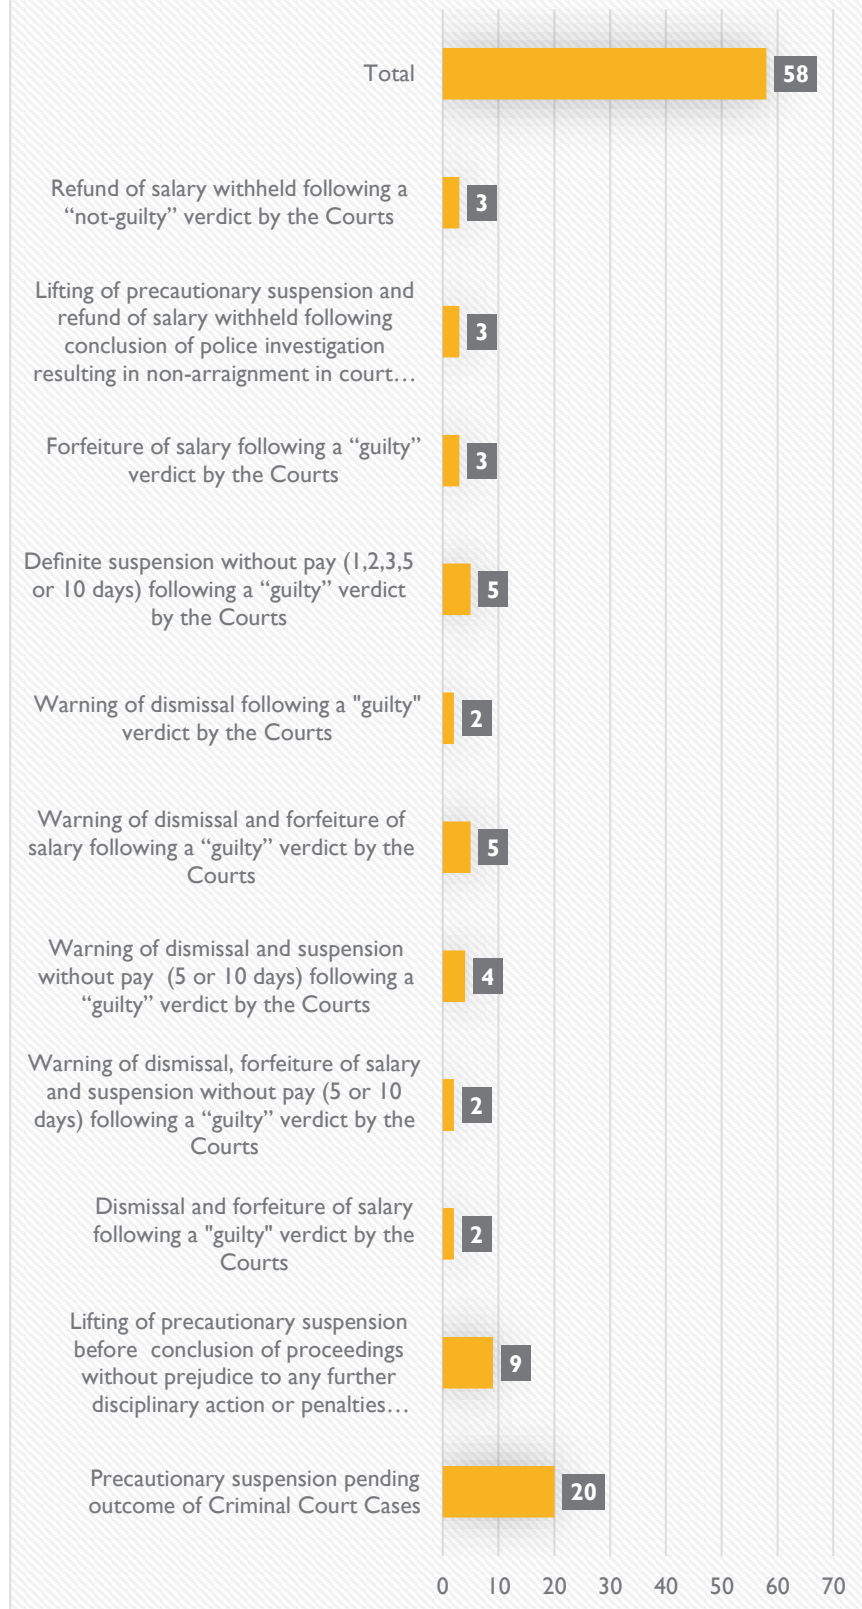 Total
58
Refund of salary withheld following a
“not-guilty” verdict by the Courts
3
Lifting of precautionary suspension and
refund of salary withheld following
conclusion of police investigation
resulting in non-arraignment in court…
3
Forfeiture of salary following a “guilty”
verdict by the Courts
3
Definite suspension without pay (1,2,3,5
or 10 days) following a “guilty” verdict
by the Courts
5
Warning of dismissal following a "guilty"
verdict by the Courts
2
Warning of dismissal and forfeiture of
salary following a “guilty” verdict by the
Courts
5
Warning of dismissal and suspension
without pay (5 or 10 days) following a
“guilty” verdict by the Courts
4
Warning of dismissal, forfeiture of salary
and suspension without pay (5 or 10
days) following a “guilty” verdict by the
Courts
2
Dismissal and forfeiture of salary
following a "guilty" verdict by the
Courts
2
Lifting of precautionary suspension
before conclusion of proceedings
without prejudice to any further
disciplinary action or penalties…
9
Precautionary suspension pending
outcome of Criminal Court Cases
20
0 10 20 30 40 50 60 70